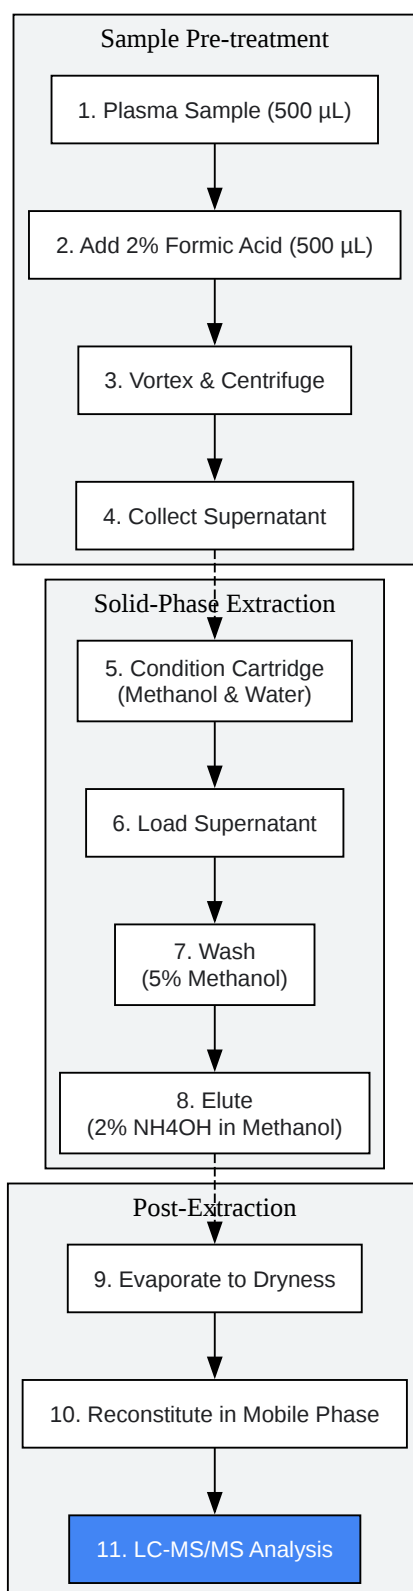 Sample Pre-treatment
1. Plasma Sample (500 µL)
2. Add 2% Formic Acid (500 µL)
3. Vortex & Centrifuge
4. Collect Supernatant
Solid-Phase Extraction
5. Condition Cartridge
(Methanol & Water)
6. Load Supernatant
7. Wash
(5% Methanol)
8. Elute
(2% NH4OH in Methanol)
Post-Extraction
9. Evaporate to Dryness
10. Reconstitute in Mobile Phase
11. LC-MS/MS Analysis